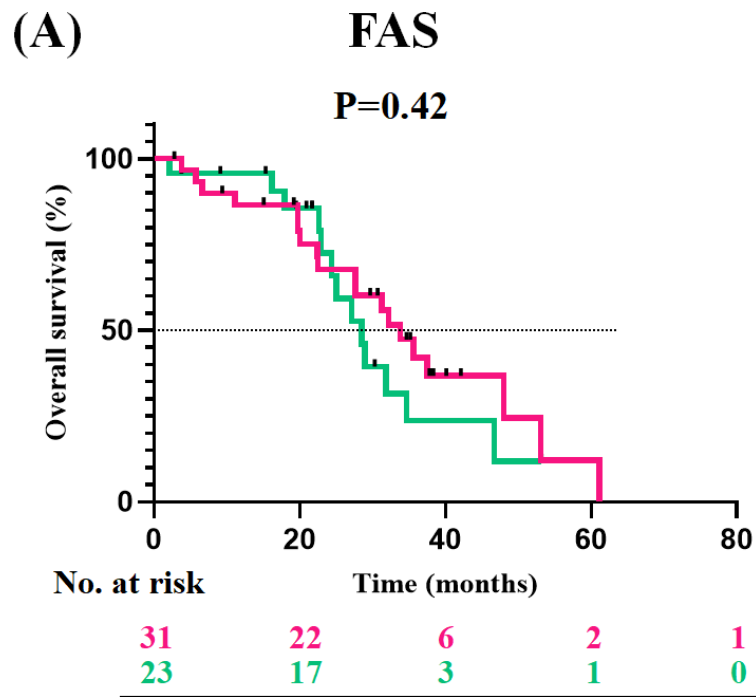 (A) FAS
P=0.42
Overall survival (%)
100
50
0
0 20 40 60 80
No. at risk Time (months)
31 22 6 2 1
23 17 3 1 0